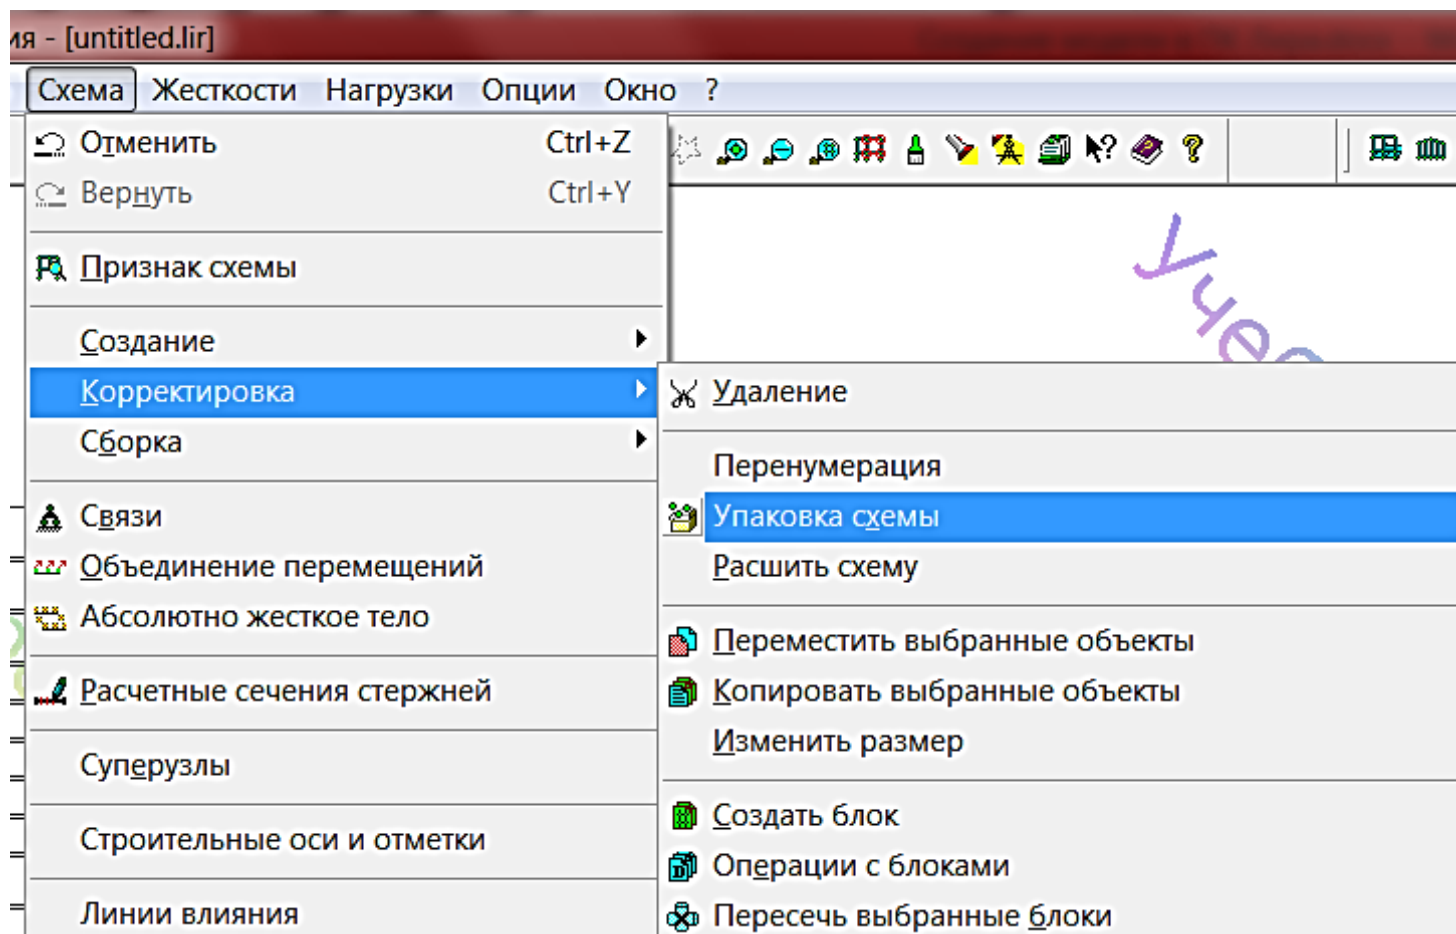 ия - [untitled.lir]
Схема Жесткости Нагрузки Опции Окно ?
Отменить Ctrl+Z
Вернуть Ctrl+Y
Признак схемы
Создание
Корректировка
Сборка
Связи
Объединение перемещений
Абсолютно жесткое тело
Расчетные сечения стержней
Суперузлы
Строительные оси и отметки
Линии влияния
Удаление
Перенумерация
Упаковка схемы
Расшить схему
Переместить выбранные объекты
Копировать выбранные объекты
Изменить размер
Создать блок
Операции с блоками
Пересечь выбранные блоки
Учеб